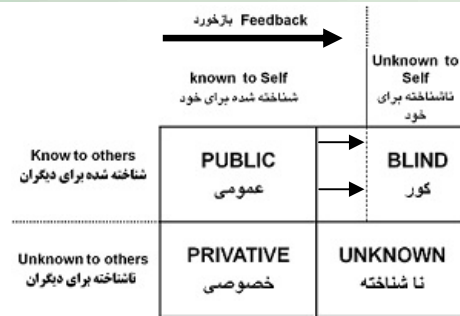 Feedback بازخورد
known to Self
شناخته شده برای خود
Unknown to
Self
ناشناخته برای
خود
Know to others
شناخته شده برای دیگران
PUBLIC
عمومی
BLIND
کور
Unknown to others
ناشناخته برای دیگران
PRIVATIVE
خصوصی
UNKNOWN
نا شناخته